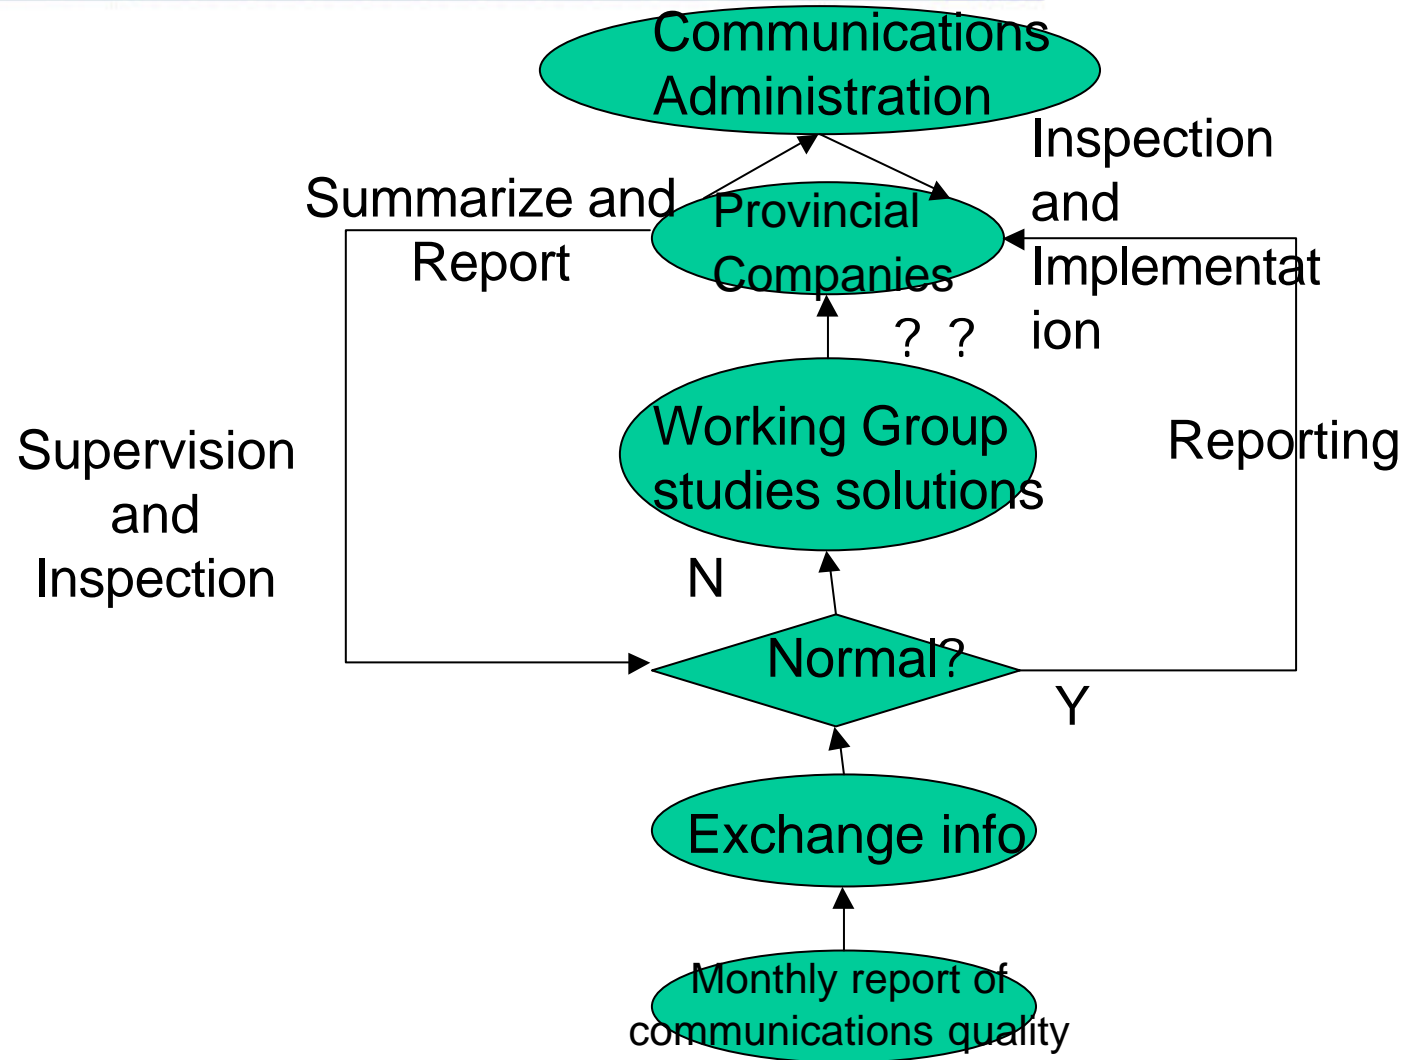 Communications
Administration
Inspection
and
Implementat
ion
Summarize and
Report
Provincial
Companies
? ?
Working Group
studies solutions
Reporting
Supervision
and
Inspection
N
Normal?
Y
Exchange info
Monthly report of
communications quality